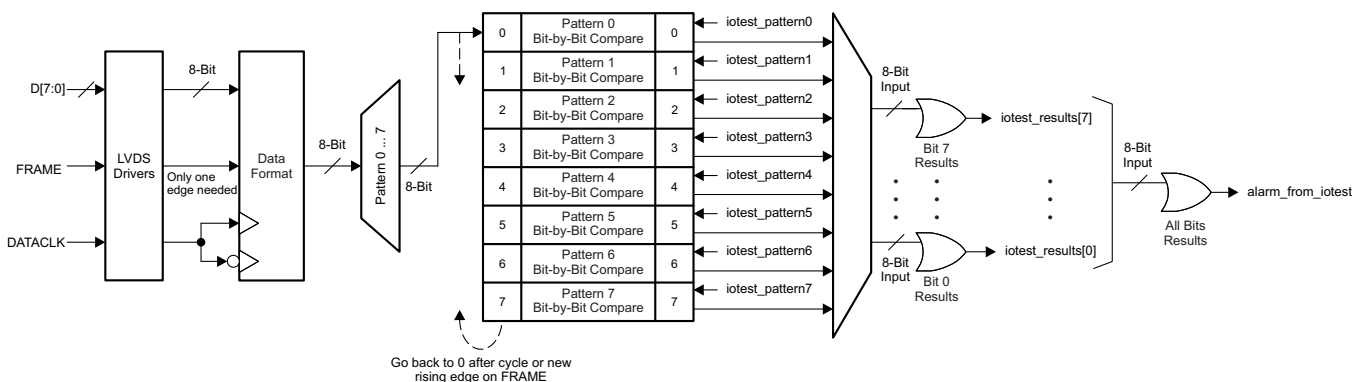 D[7:0]
FRAME
DATACLK
LVDS
Drivers
8-Bit
Only one
edge needed
Data
Format
8-Bit
Pattern 0 ... 7
8-Bit
0
Pattern 0
Bit-by-Bit Compare
0
iotest_pattern0
1
Pattern 1
Bit-by-Bit Compare
1
iotest_pattern1
2
Pattern 2
Bit-by-Bit Compare
2
iotest_pattern2
3
Pattern 3
Bit-by-Bit Compare
3
iotest_pattern3
4
Pattern 4
Bit-by-Bit Compare
4
iotest_pattern4
5
Pattern 5
Bit-by-Bit Compare
5
iotest_pattern5
6
Pattern 6
Bit-by-Bit Compare
6
iotest_pattern6
7
Pattern 7
Bit-by-Bit Compare
7
iotest_pattern7
Go back to 0 after cycle or new
rising edge on FRAME
8-Bit
Input
Bit 7
Results
iotest_results[7]
8-Bit
Input
Bit 0
Results
iotest_results[0]
8-Bit
Input
All Bits
Results
alarm_from_iotest